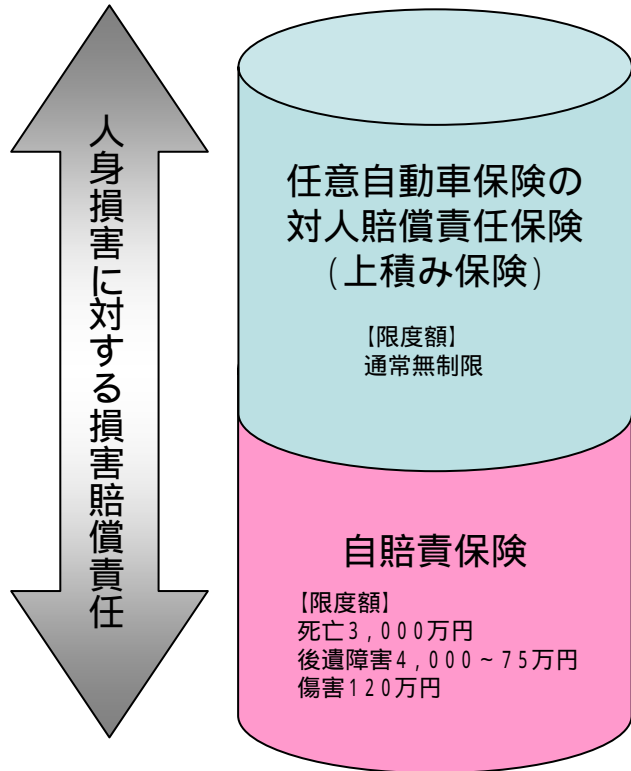 人身損害に対する損害賠償責任
任意自動車保険の
対人賠償責任保険
(上積み保険)
【限度額】
通常無制限
自賠責保険
【限度額】
死亡3,000万円
後遺障害4,000~75万円
傷害120万円